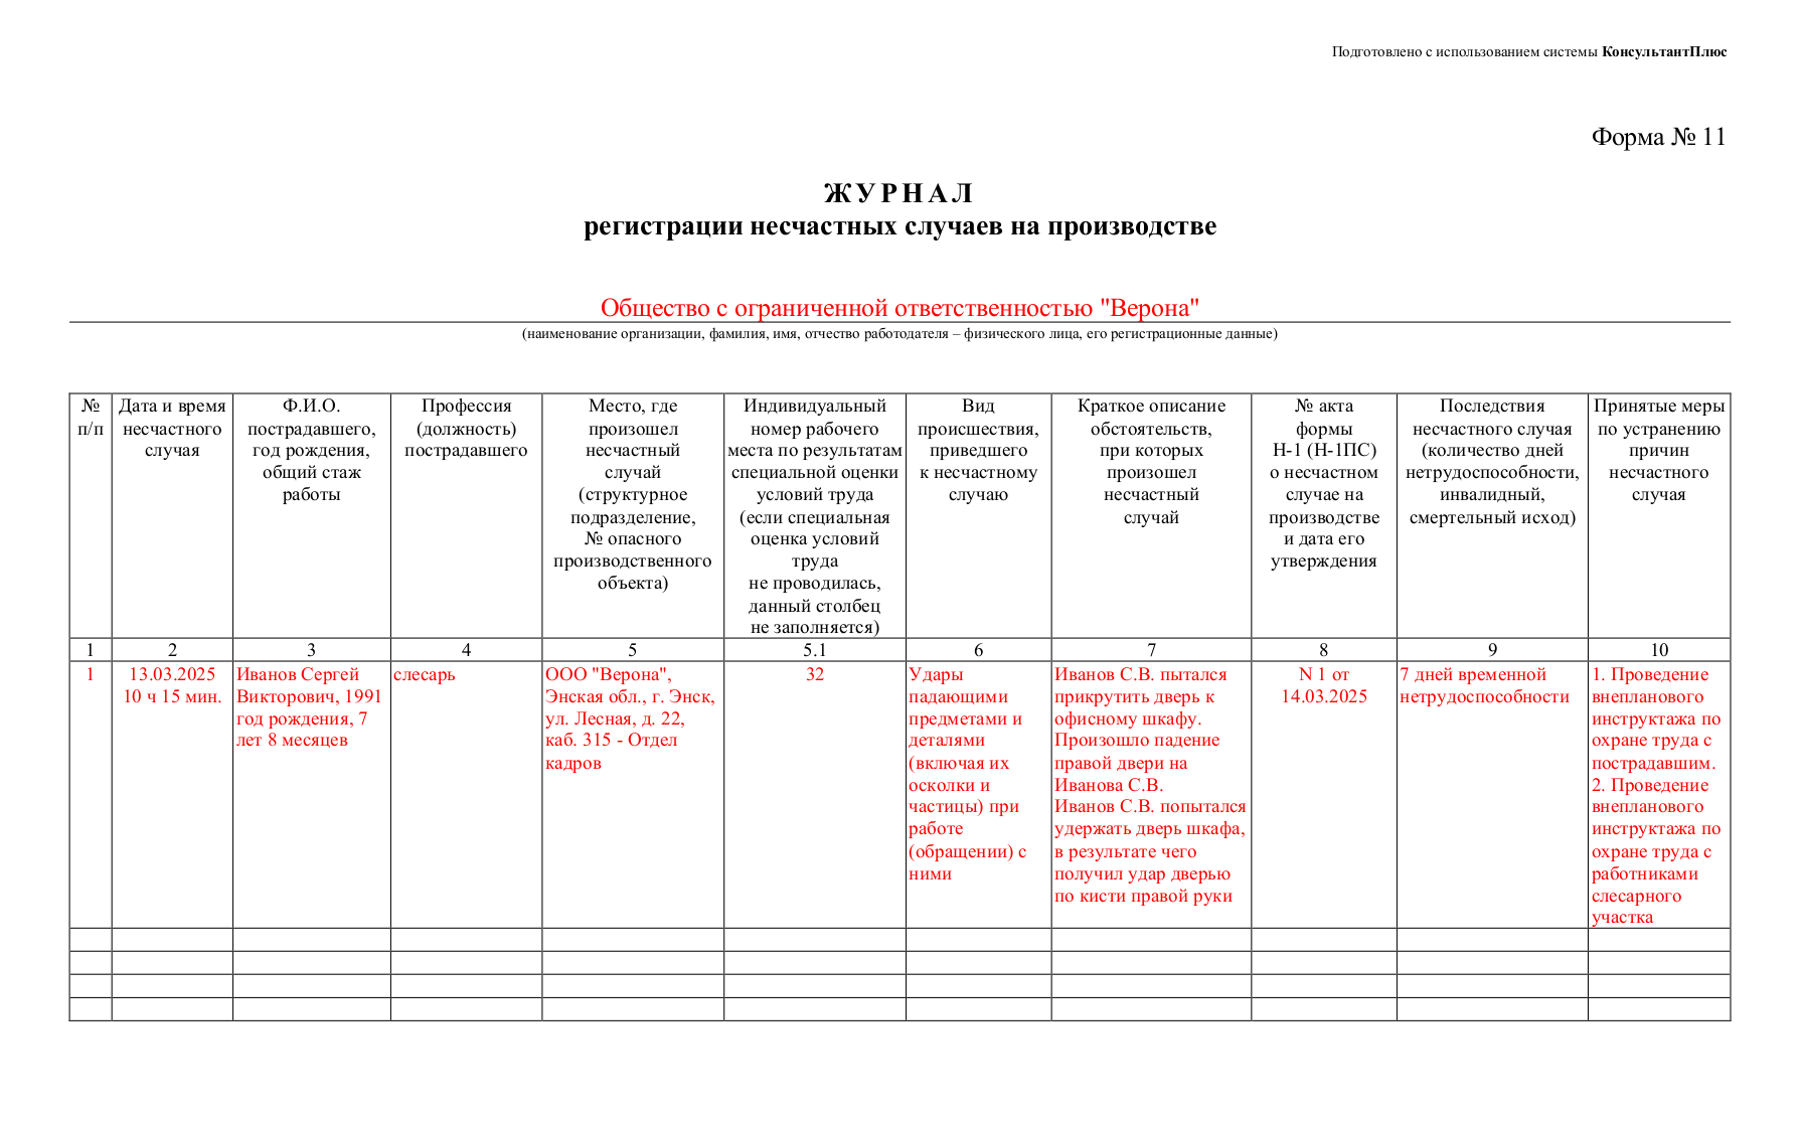 Подготовлено с использованием системы КонсультантПлюс
Форма № 11
ЖУРНАЛ
регистрации несчастных случаев на производстве
Общество с ограниченной ответственностью "Верона"
(наименование организации, фамилия, имя, отчество работодателя – физического лица, его регистрационные данные)
№
п/п
Дата и время
несчастного
случая
Ф.И.О.
пострадавшего,
год рождения,
общий стаж
работы
Профессия
(должность)
пострадавшего
Место, где
произошел
несчастный
случай
(структурное
подразделение,
№ опасного
производственного
объекта)
Индивидуальный
номер рабочего
места по результатам
специальной оценки
условий труда
(если специальная
оценка условий
труда
не проводилась,
данный столбец
не заполняется)
Вид
происшествия,
приведшего
к несчастному
случаю
Краткое описание
обстоятельств,
при которых
произошел
несчастный
случай
№ акта
формы
Н-1 (Н-1ПС)
о несчастном
случае на
производстве
и дата его
утверждения
Последствия
несчастного случая
(количество дней
нетрудоспособности,
инвалидный,
смертельный исход)
Принятые меры
по устранению
причин
несчастного
случая
1 2 3 4 5 5.1 6 7 8 9 10
1
13.03.2025
10 ч 15 мин.
Иванов Сергей
Викторович, 1991
год рождения, 7
лет 8 месяцев
слесарь
ООО "Верона",
Энская обл., г. Энск,
ул. Лесная, д. 22,
каб. 315 - Отдел
кадров
32
Удары
падающими
предметами и
деталями
(включая их
осколки и
частицы) при
работе
(обращении) с
ними
Иванов С.В. пытался
прикрутить дверь к
офисному шкафу.
Произошло падение
правой двери на
Иванова С.В.
Иванов С.В. попытался
удержать дверь шкафа,
в результате чего
получил удар дверью
по кисти правой руки
N 1 от
14.03.2025
7 дней временной
нетрудоспособности
1. Проведение
внепланового
инструктажа по
охране труда с
пострадавшим.
2. Проведение
внепланового
инструктажа по
охране труда с
работниками
слесарного
участка